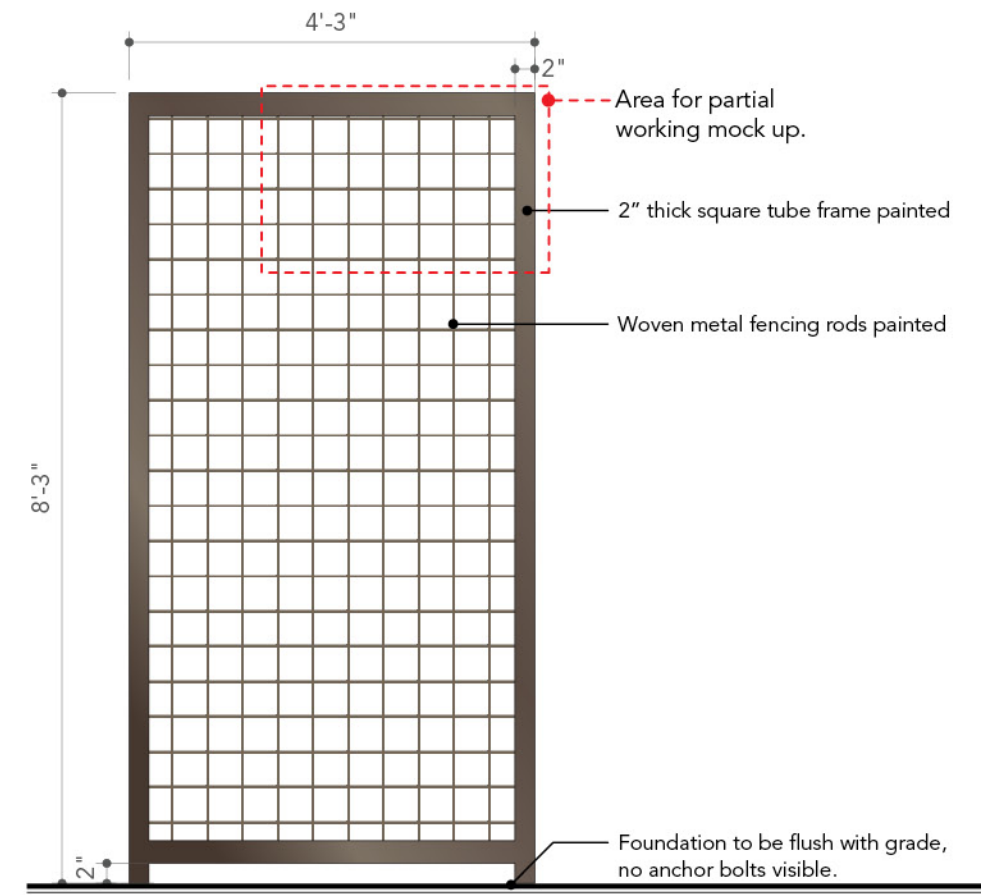 4'-3"
2"
Area for partial
working mock up.
2” thick square tube frame painted
Woven metal fencing rods painted
8'-3"
Foundation to be flush with grade,
no anchor bolts visible.
2"